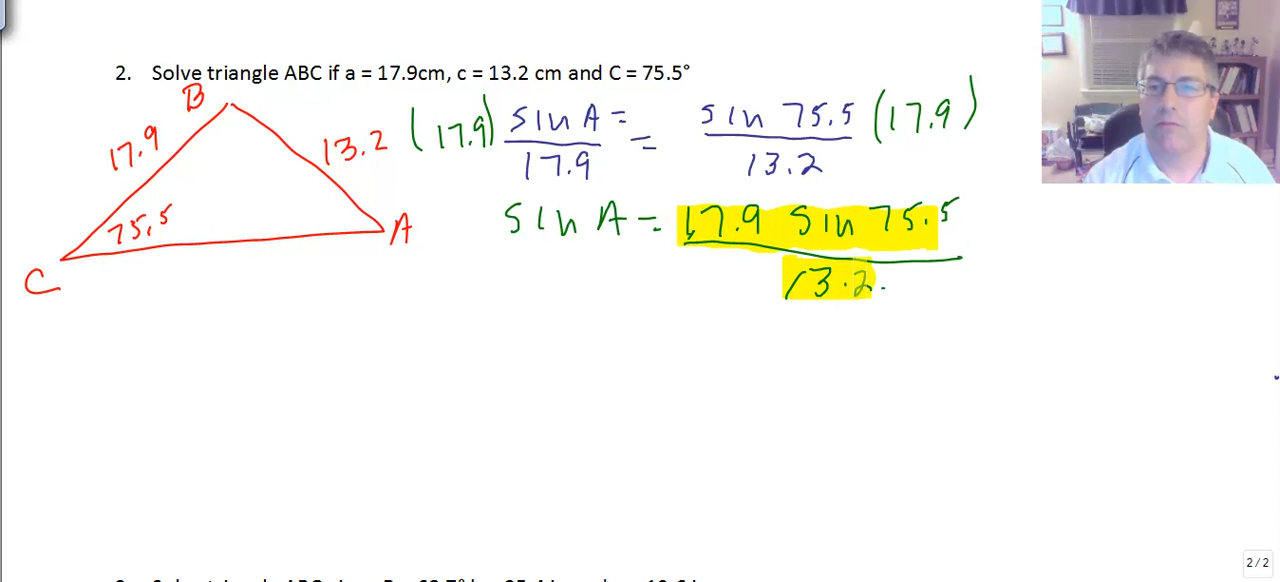 2. Solve triangle ABC if a = 17.9cm, c = 13.2 cm and C = 75.5°
B
17.9
13.2
75.5
A
C
(17.9) sin A = = sin 75.5 (17.9)
17.9 13.2
sin A = 17.9 sin 75.5
13.2.
2 / 2